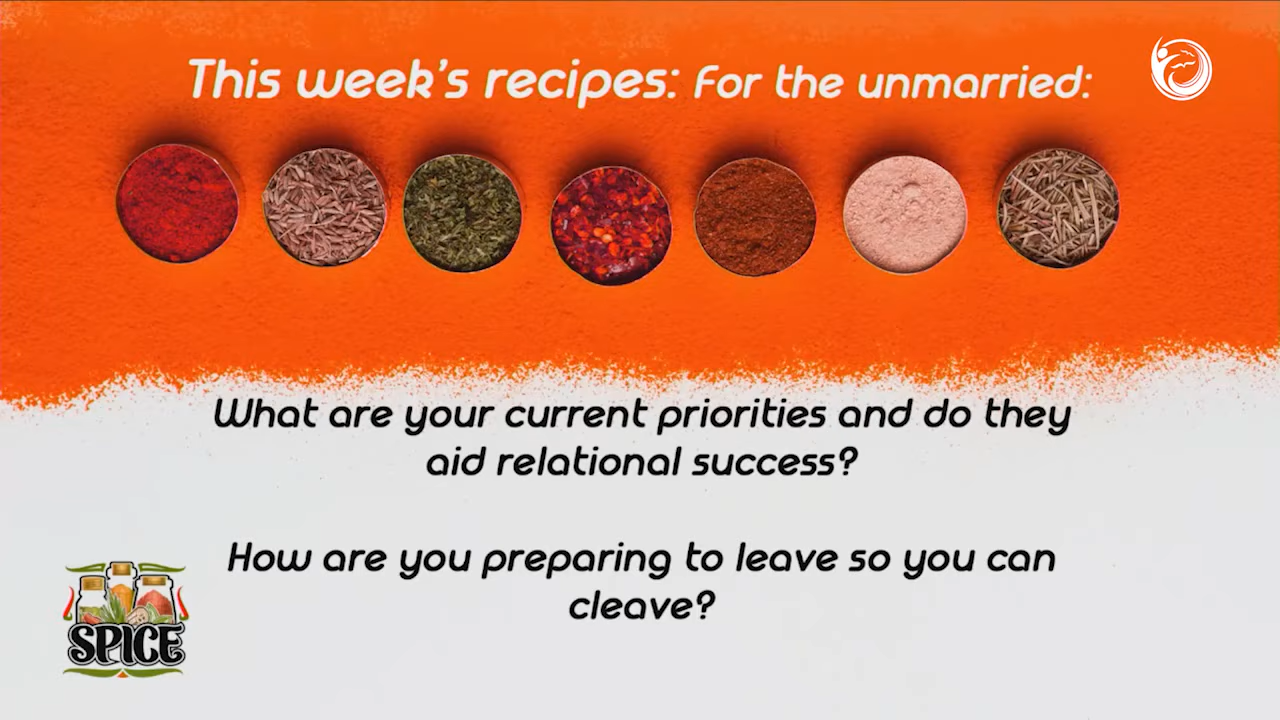 This week's recipes: For the unmarried:
What are your current priorities and do they
aid relational success?
How are you preparing to leave so you can
cleave?
SPICE